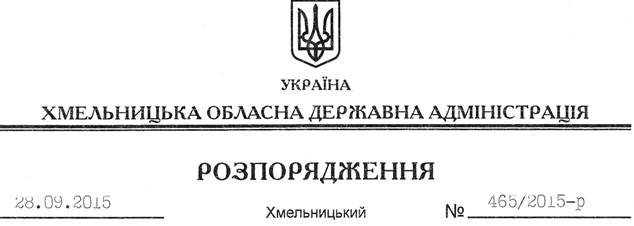 УКРАЇНА
ХМЕЛЬНИЦЬКА ОБЛАСНА ДЕРЖАВНА АДМІНІСТРАЦІЯ
РОЗПОРЯДЖЕННЯ
28.09.2015 Хмельницький № 465/2015-р